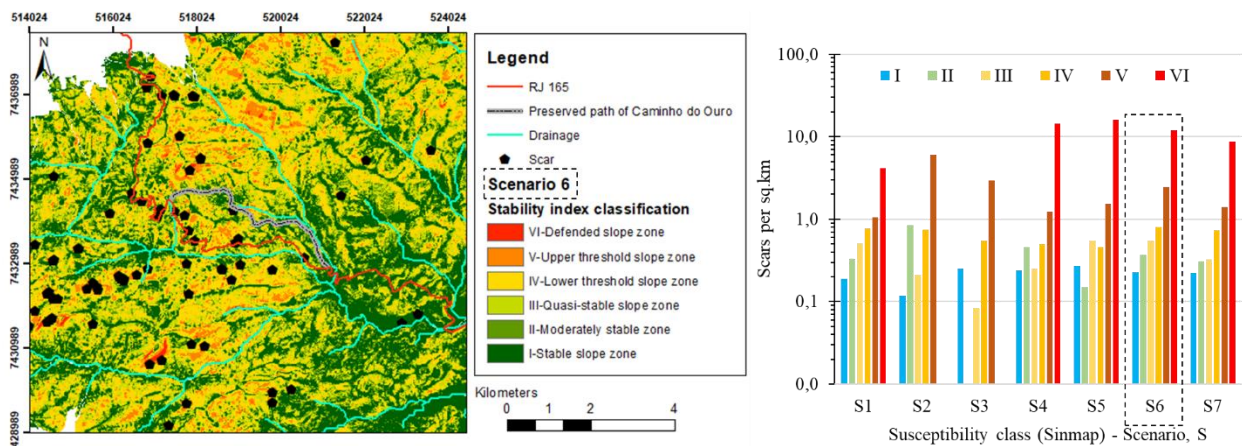 514024 516024 518024 520024 522024 524024
N
7436989
7434989
7432989
7430989
428989
Legend
RJ 165
Preserved path of Caminho do Ouro
Drainage
Scar
Scenario 6
Stability index classification
VI-Defended slope zone
V-Upper threshold slope zone
IV-Lower threshold slope zone
III-Quasi-stable slope zone
II-Moderately stable zone
I-Stable slope zone
Kilometers
0 1 2 4
Scars per sq.km
100,0
10,0
1,0
0,1
0,0
I II III IV V VI
S1 S2 S3 S4 S5 S6 S7
Susceptibility class (Sinmap) - Scenario, S